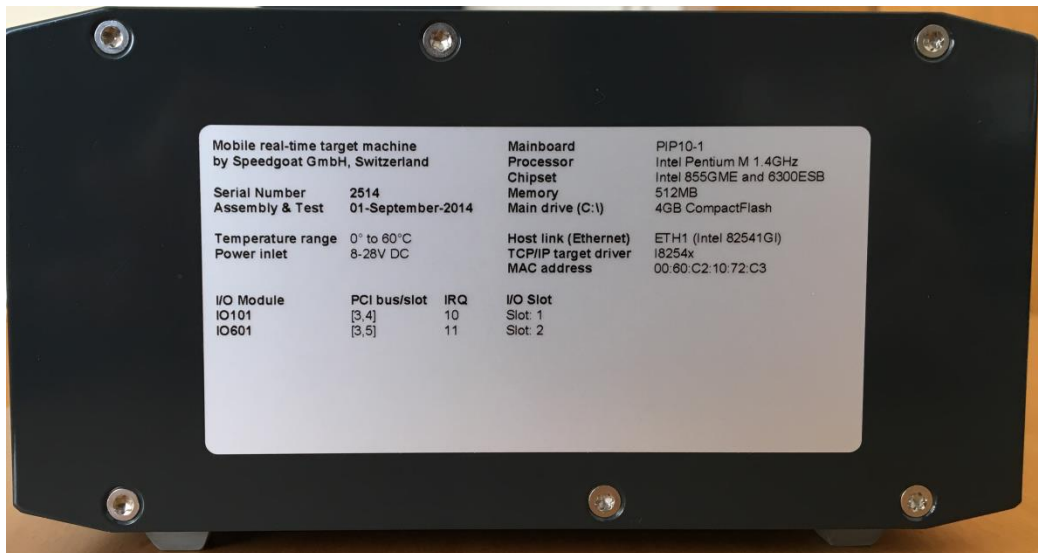 Mobile real-time target machine
by Speedgoat GmbH, Switzerland
Serial Number 2514
Assembly & Test 01-September-2014
Temperature range 0° to 60°C
Power inlet 8-28V DC
I/O Module PCI bus/slot IRQ I/O Slot
IO101 [3,4] 10 Slot: 1
IO601 [3,5] 11 Slot: 2
Mainboard PIP10-1
Processor Intel Pentium M 1.4GHz
Chipset Intel 855GME and 6300ESB
Memory 512MB
Main drive (C:\) 4GB CompactFlash
Host link (Ethernet) ETH1 (Intel 82541GI)
TCP/IP target driver I8254x
MAC address 00:60:C2:10:72:C3